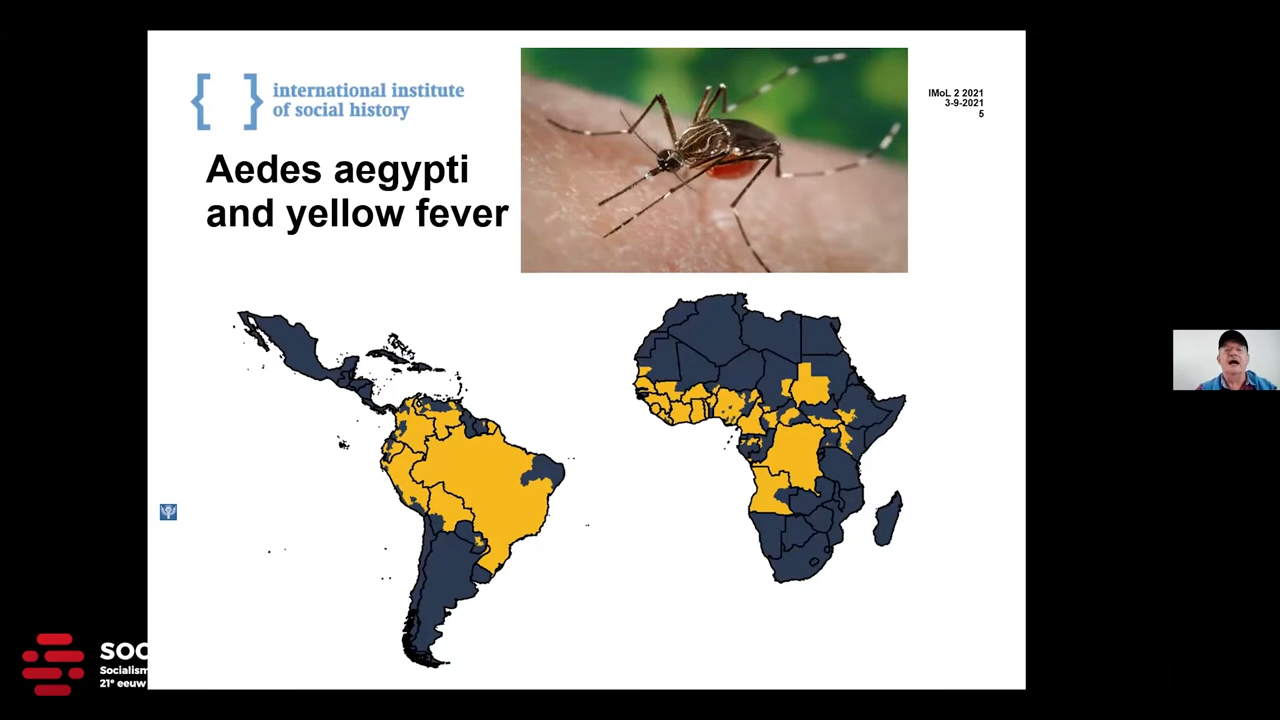 international institute
of social history
IMoL 2 2021
3-9-2021
5
Aedes aegypti
and yellow fever
SOC
Socialism
21e eeuw